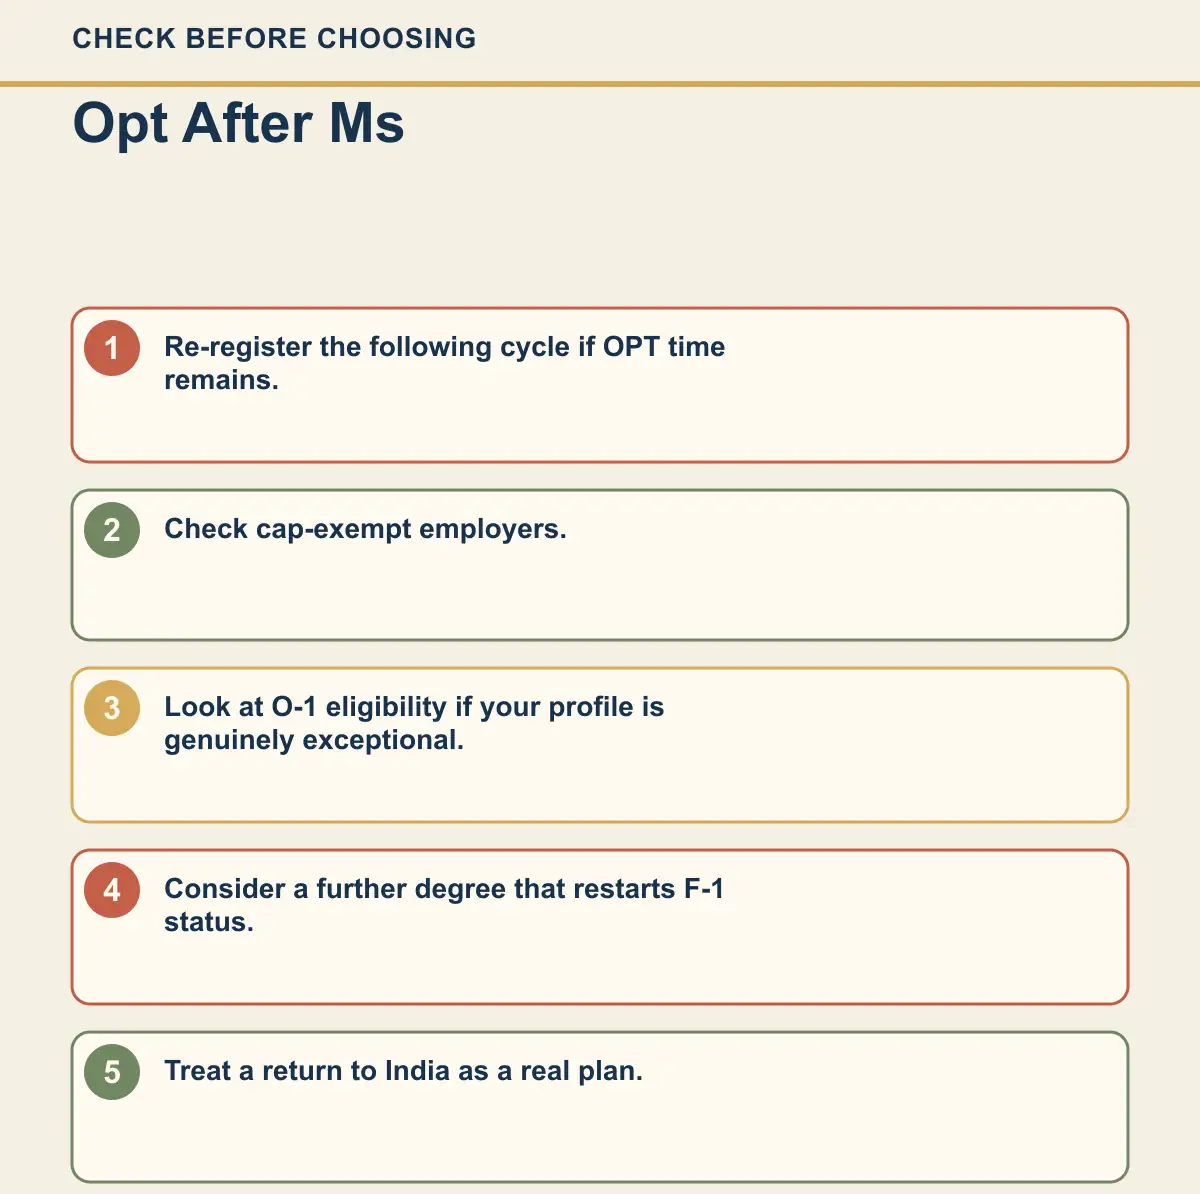 CHECK BEFORE CHOOSING
Opt After Ms
1
Re-register the following cycle if OPT time
remains.
2
Check cap-exempt employers.
3
Look at O-1 eligibility if your profile is
genuinely exceptional.
4
Consider a further degree that restarts F-1
status.
5
Treat a return to India as a real plan.